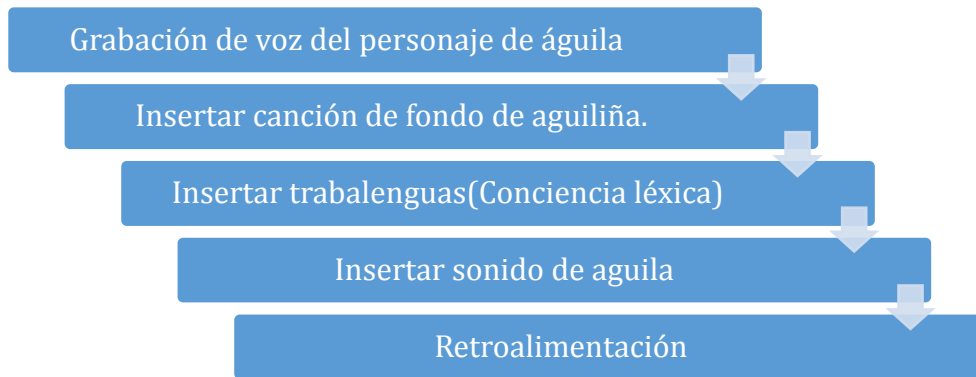 Grabación de voz del personaje de águila
Insertar canción de fondo de aguiliña.
Insertar trabalenguas(Conciencia léxica)
Insertar sonido de aguila
Retroalimentación